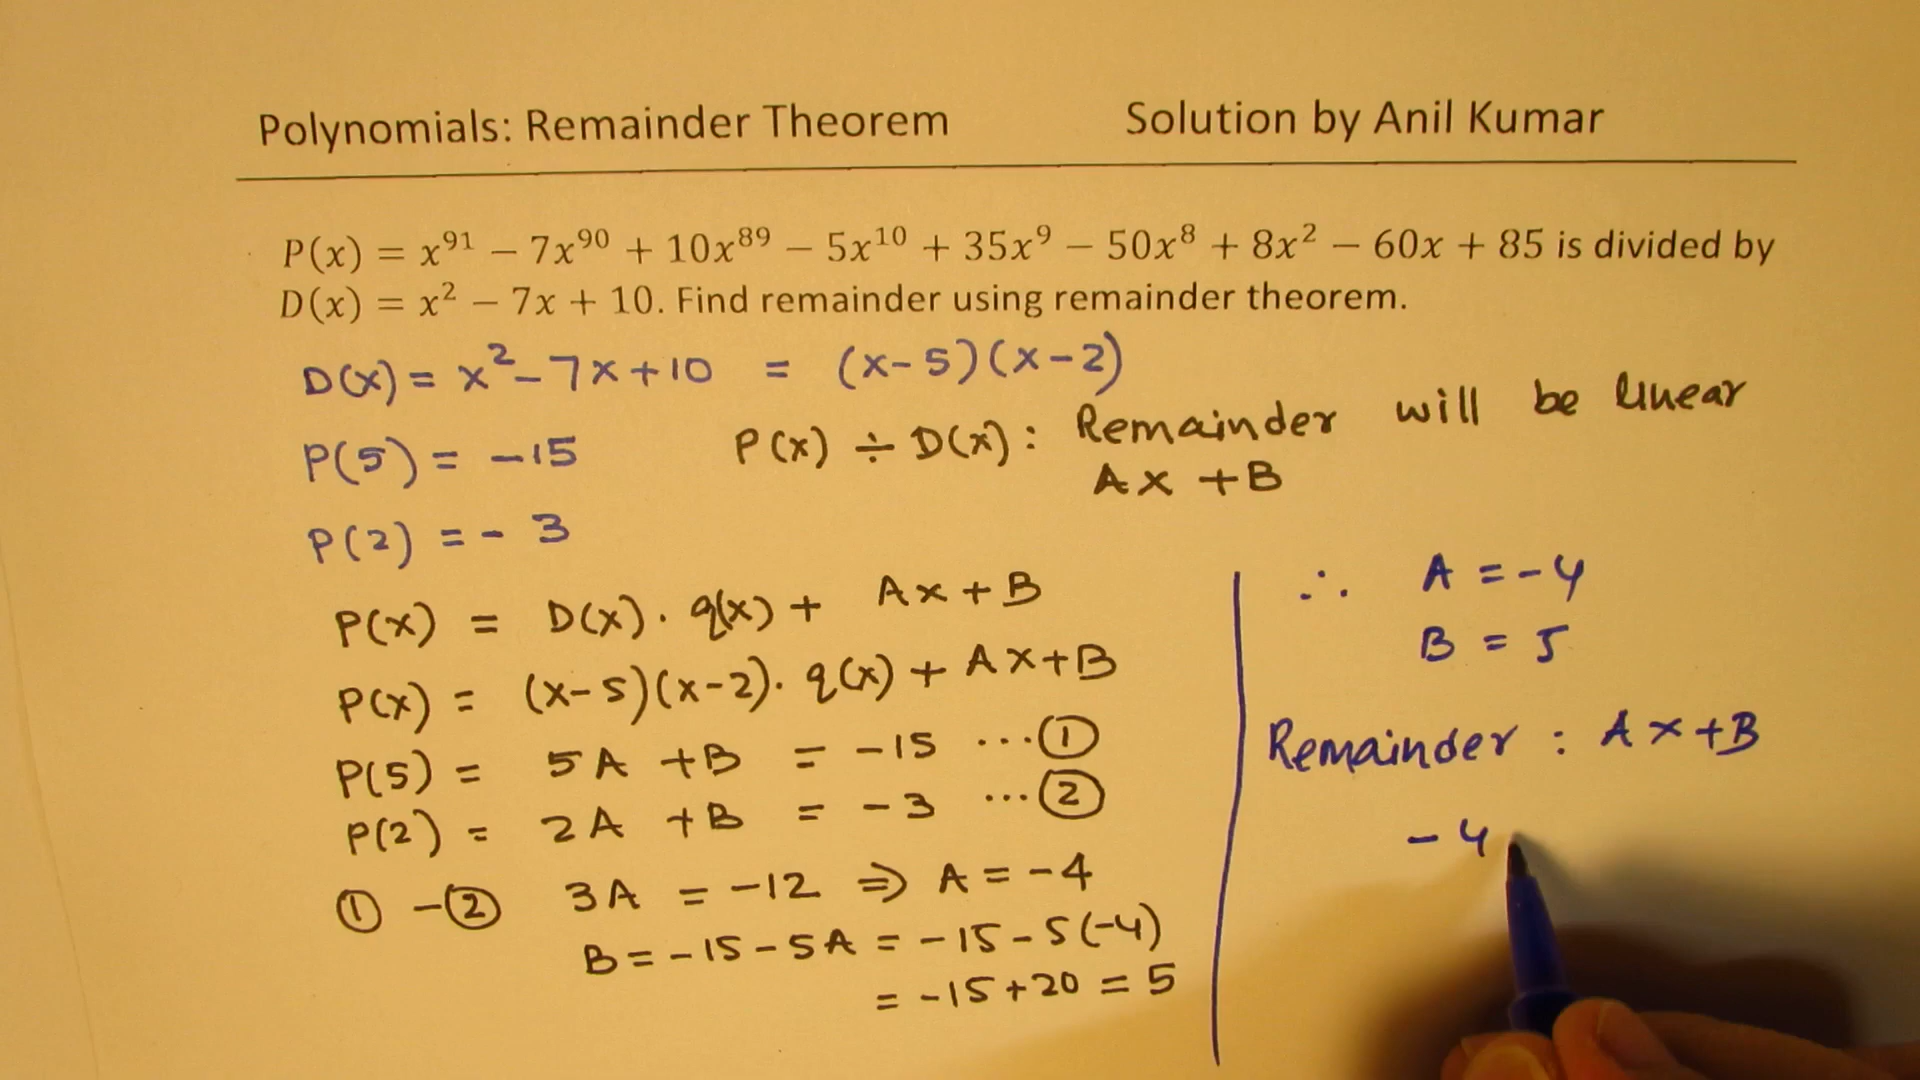 Polynomials: Remainder Theorem Solution by Anil Kumar
P(x) = x⁹¹ − 7x⁹⁰ + 10x⁸⁹ − 5x¹⁰ + 35x⁹ − 50x⁸ + 8x² − 60x + 85 is divided by
D(x) = x² − 7x + 10. Find remainder using remainder theorem.
D(x) = x² - 7x + 10 = (x-5)(x-2)
P(x) ÷ D(x): Remainder will be linear
Ax + B
P(5) = -15
P(2) = - 3
P(x) = D(x). q(x) + Ax + B
P(x) = (x-5)(x-2). q(x) + Ax+B
P(5) = 5A + B = -15 ...①
P(2) = 2A + B = -3 ...②
① - ② 3A = -12 ⇒ A = -4
B = -15 - 5A = -15 - 5(-4)
= -15 + 20 = 5
∴ A = -4
B = 5
Remainder : Ax+B
-4